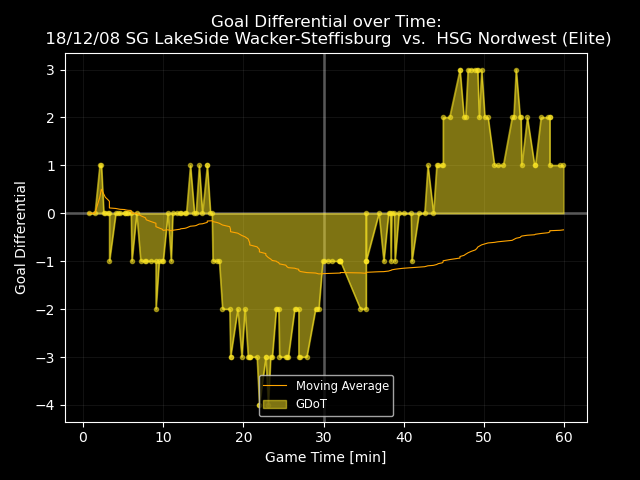 Goal Differential over Time:
18/12/08 SG LakeSide Wacker-Steffisburg  vs.  HSG Nordwest (Elite)
Goal Differential
3
2
1
0
−1
−2
−3
−4
Moving Average
GDoT
0 10 20 30 40 50 60
Game Time [min]